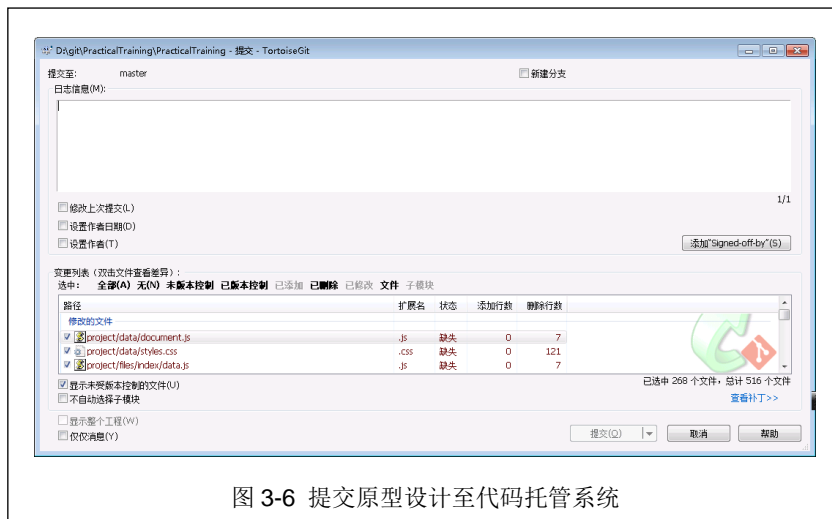 D:\git\PracticalTraining\PracticalTraining - 提交 - TortoiseGit
提交至: master 新建分支
日志信息(M):
1/1
修改上次提交(L)
设置作者日期(D)
设置作者(T) 添加"Signed-off-by"(S)
变更列表（双击文件查看差异）:
选中: 全部(A) 无(N) 未版本控制 已版本控制 已添加 已删除 已修改 文件 子模块
路径 扩展名 状态 添加行数 删除行数
修改的文件
project/data/document.js .js 缺失 0 7
project/data/styles.css .css 缺失 0 121
project/files/index/data.js .js 缺失 0 7
显示未受版本控制的文件(U) 已选中 268 个文件，总计 516 个文件
不自动选择子模块 查看补丁>>
显示整个工程(W)
仅仅消息(Y) 提交(O) 取消 帮助
图 3-6 提交原型设计至代码托管系统